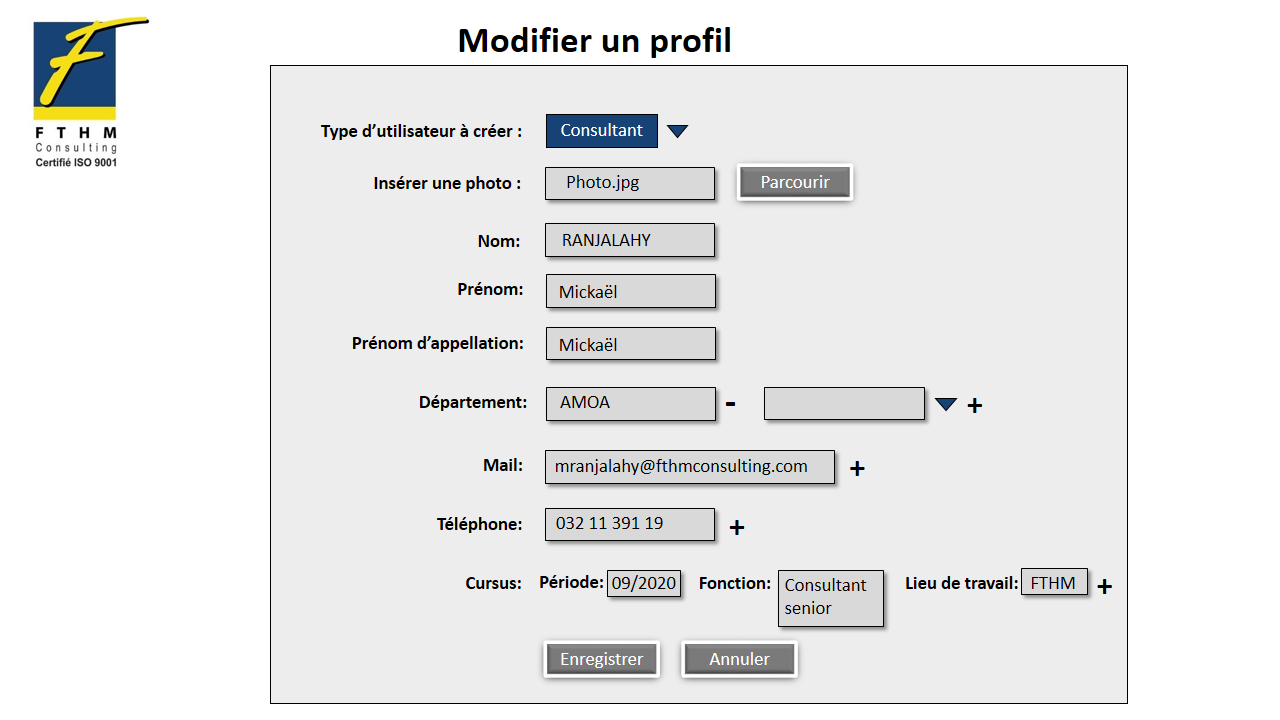 Modifier un profil
FTHM
Consulting
Certifié ISO 9001
Type d’utilisateur à créer : Consultant
Insérer une photo : Photo.jpg Parcourir
Nom: RANJALAHY
Prénom: Mickaël
Prénom d’appellation: Mickaël
Département: AMOA - +
Mail: mranjalahy@fthmconsulting.com +
Téléphone: 032 11 391 19 +
Cursus: Période: 09/2020 Fonction: Consultant senior Lieu de travail: FTHM +
Enregistrer Annuler